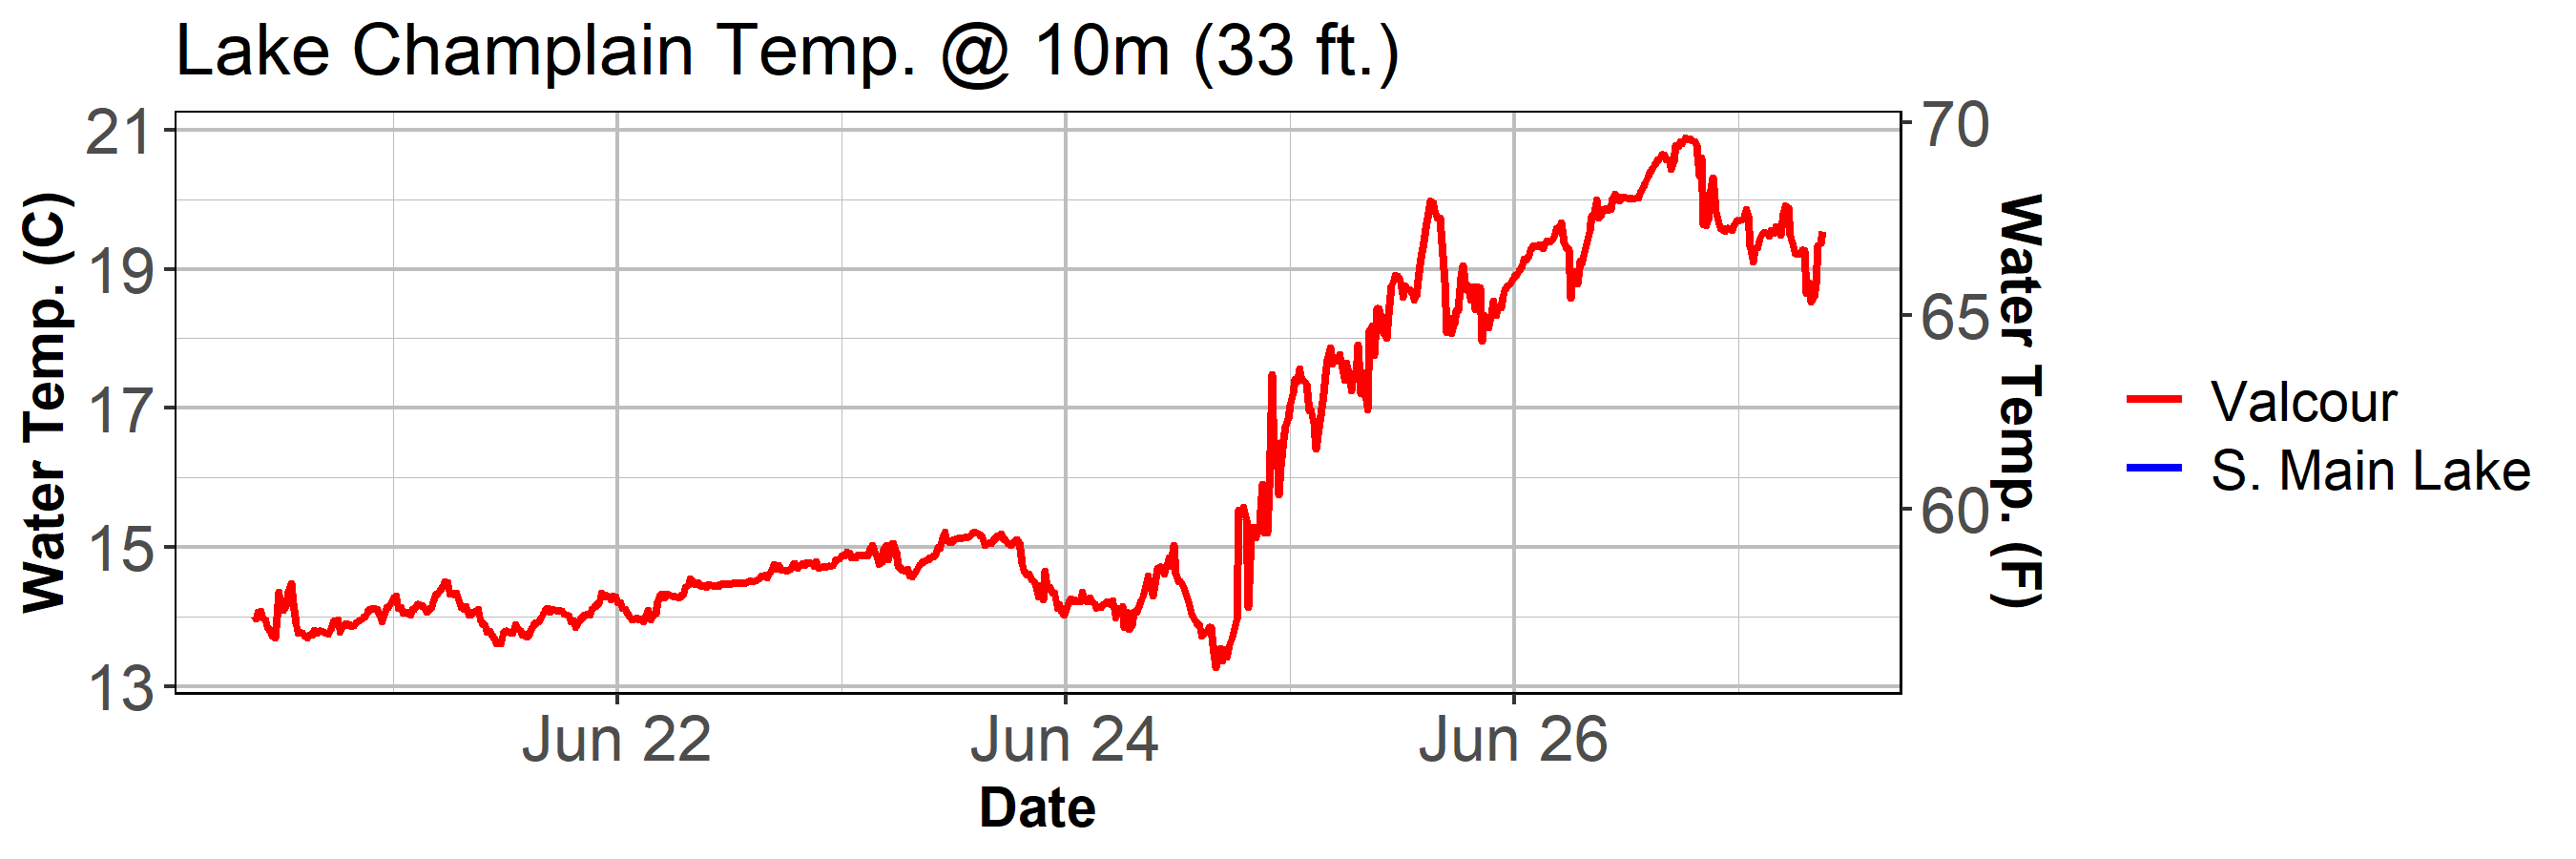 Lake Champlain Temp. @ 10m (33 ft.)
Water Temp. (C)
21
19
17
15
13
70
65
60
Water Temp. (F)
Jun 22
Jun 24
Jun 26
Date
Valcour
S. Main Lake